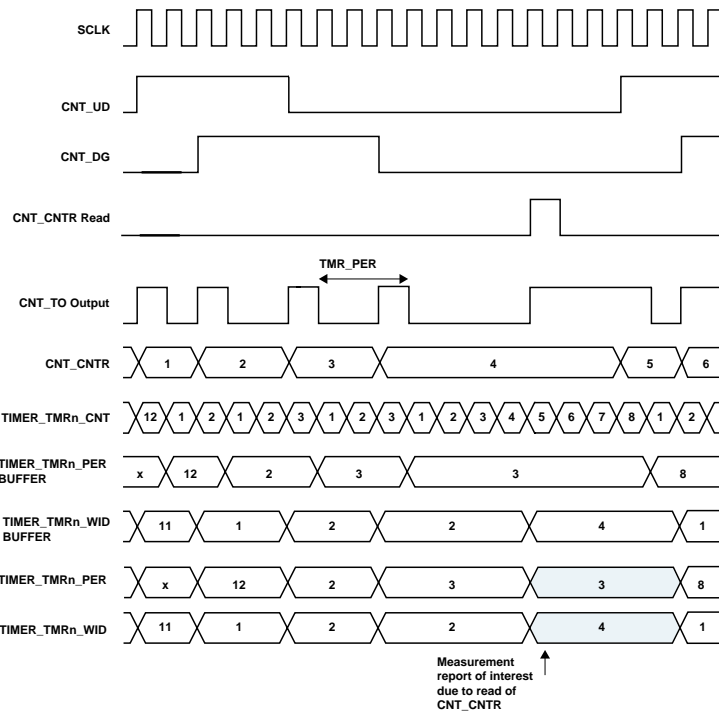 SCLK
CNT_UD
CNT_DG
CNT_CNTR Read
TMR_PER
CNT_TO Output
CNT_CNTR 1 2 3 4 5 6
TIMER_TMRn_CNT 12 1 2 1 2 3 1 2 3 1 2 3 4 5 6 7 8 1 2
TIMER_TMRn_PER
BUFFER
x 12 2 3 3 8
TIMER_TMRn_WID
BUFFER
11 1 2 2 4 1
TIMER_TMRn_PER x 12 2 3 3 8
TIMER_TMRn_WID 11 1 2 2 4 1
Measurement
report of interest
due to read of
CNT_CNTR